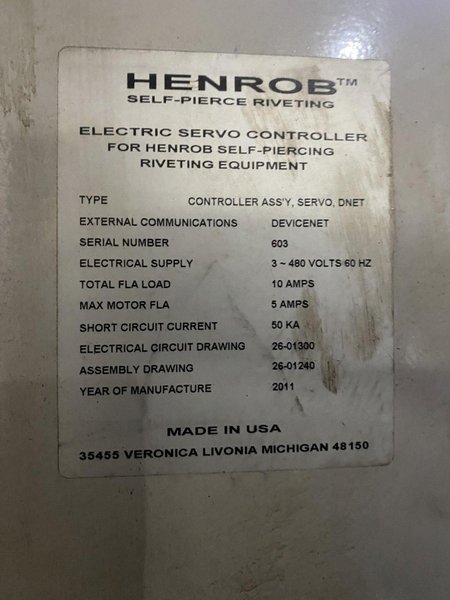 HENROB™
SELF-PIERCE RIVETING
ELECTRIC SERVO CONTROLLER
FOR HENROB SELF-PIERCING
RIVETING EQUIPMENT
TYPE CONTROLLER ASS'Y, SERVO, DNET
EXTERNAL COMMUNICATIONS DEVICENET
SERIAL NUMBER 603
ELECTRICAL SUPPLY 3 ~ 480 VOLTS 60 HZ
TOTAL FLA LOAD 10 AMPS
MAX MOTOR FLA 5 AMPS
SHORT CIRCUIT CURRENT 50 KA
ELECTRICAL CIRCUIT DRAWING 26-01300
ASSEMBLY DRAWING 26-01240
YEAR OF MANUFACTURE 2011
MADE IN USA
35455 VERONICA LIVONIA MICHIGAN 48150